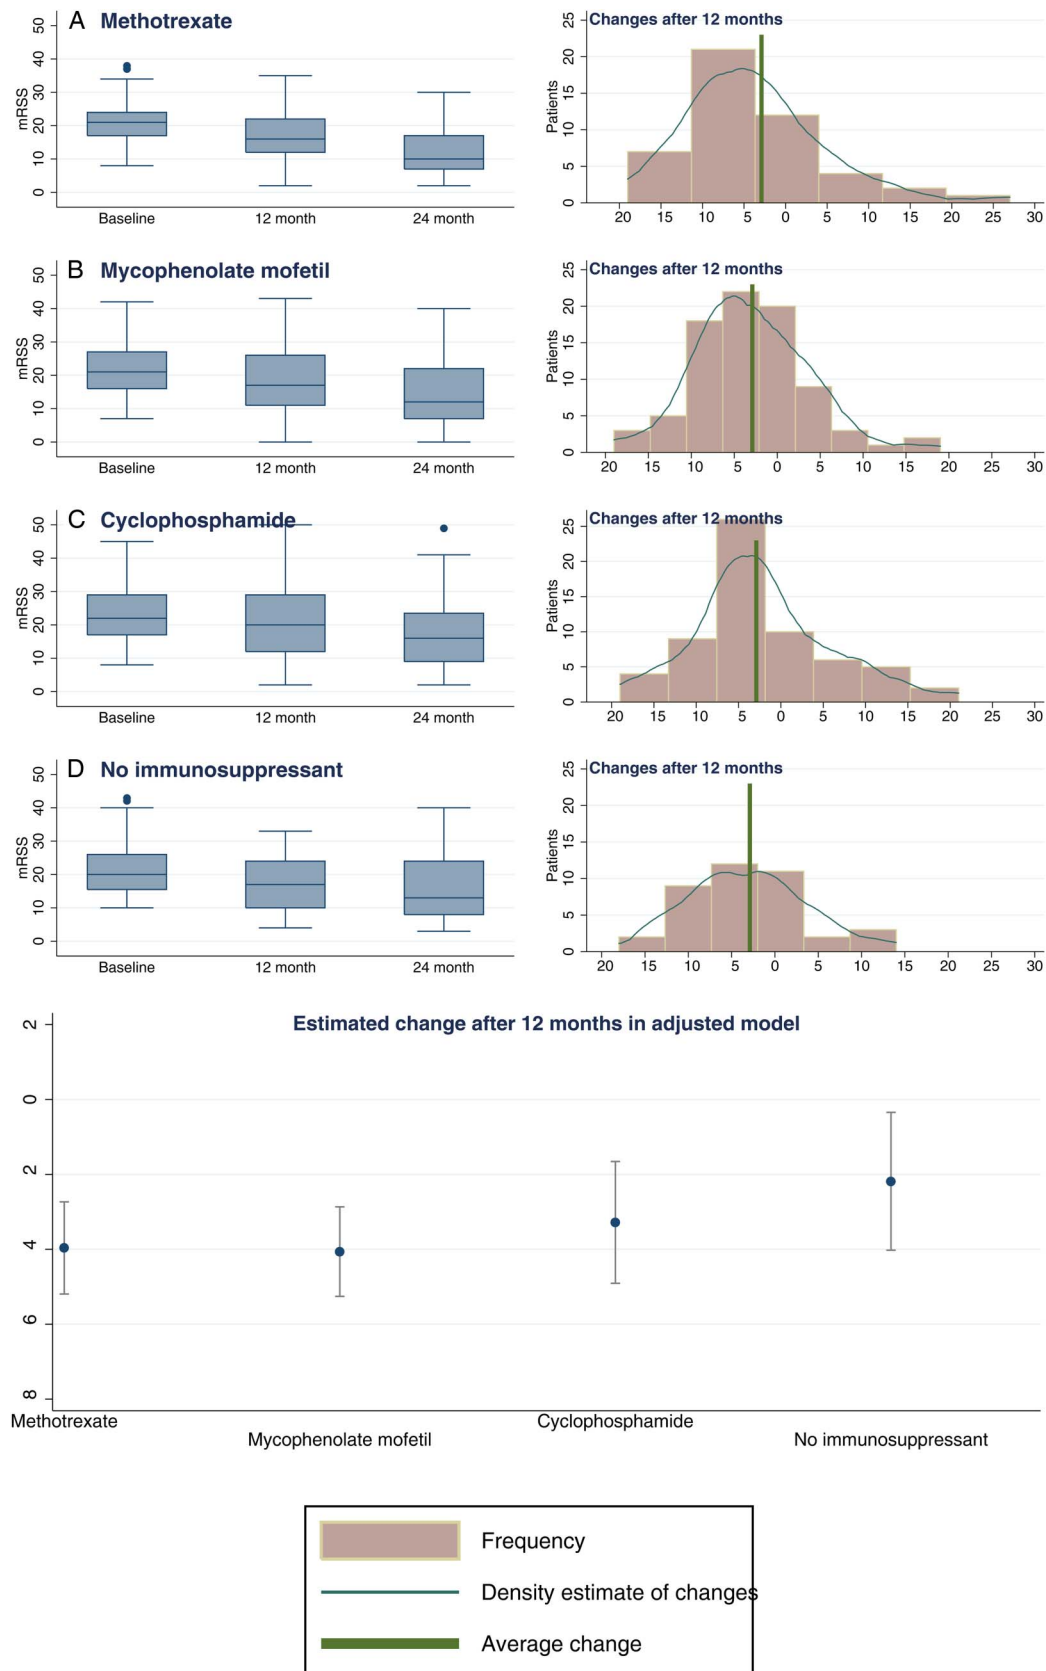 A Methotrexate
Changes after 12 months
mRSS
50
40
30
20
10
0
Baseline 12 month 24 month
Patients
25
20
15
10
5
0
20 15 10 5 0 5 10 15 20 25 30
B Mycophenolate mofetil
Changes after 12 months
mRSS
50
40
30
20
10
0
Baseline 12 month 24 month
Patients
25
20
15
10
5
0
20 15 10 5 0 5 10 15 20 25 30
C Cyclophosphamide
Changes after 12 months
mRSS
50
40
30
20
10
0
Baseline 12 month 24 month
Patients
25
20
15
10
5
0
20 15 10 5 0 5 10 15 20 25 30
D No immunosuppressant
Changes after 12 months
mRSS
50
40
30
20
10
0
Baseline 12 month 24 month
Patients
25
20
15
10
5
0
20 15 10 5 0 5 10 15 20 25 30
Estimated change after 12 months in adjusted model
2
0
2
4
6
8
Methotrexate
Mycophenolate mofetil
Cyclophosphamide
No immunosuppressant
Frequency
Density estimate of changes
Average change